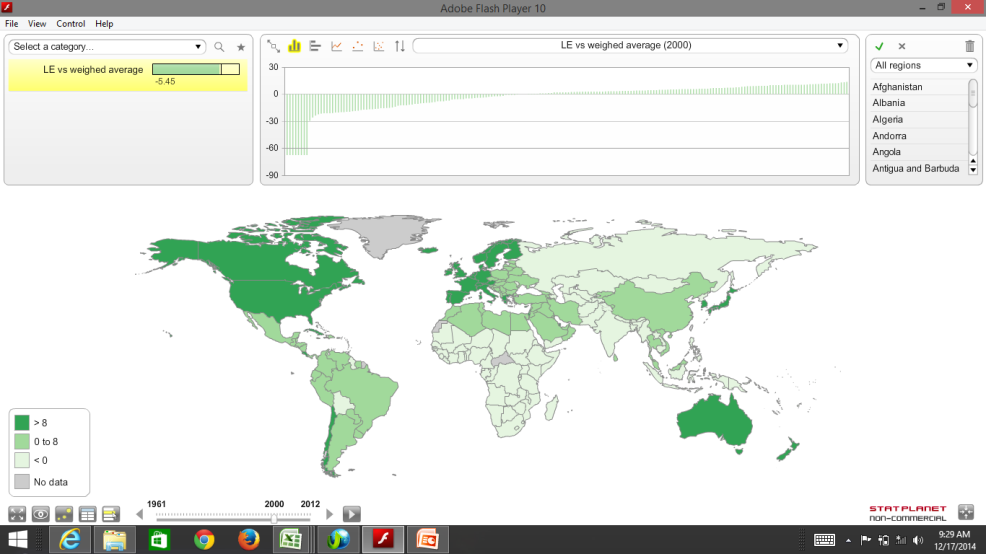 Adobe Flash Player 10
File View Control Help
Select a category...
LE vs weighed average
-5.45
LE vs weighed average (2000)
30
0
-30
-60
-90
All regions
Afghanistan
Albania
Algeria
Andorra
Angola
Antigua and Barbuda
> 8
0 to 8
< 0
No data
1961 2000 2012
STATPLANET
NON-COMMERCIAL
9:29 AM
12/17/2014